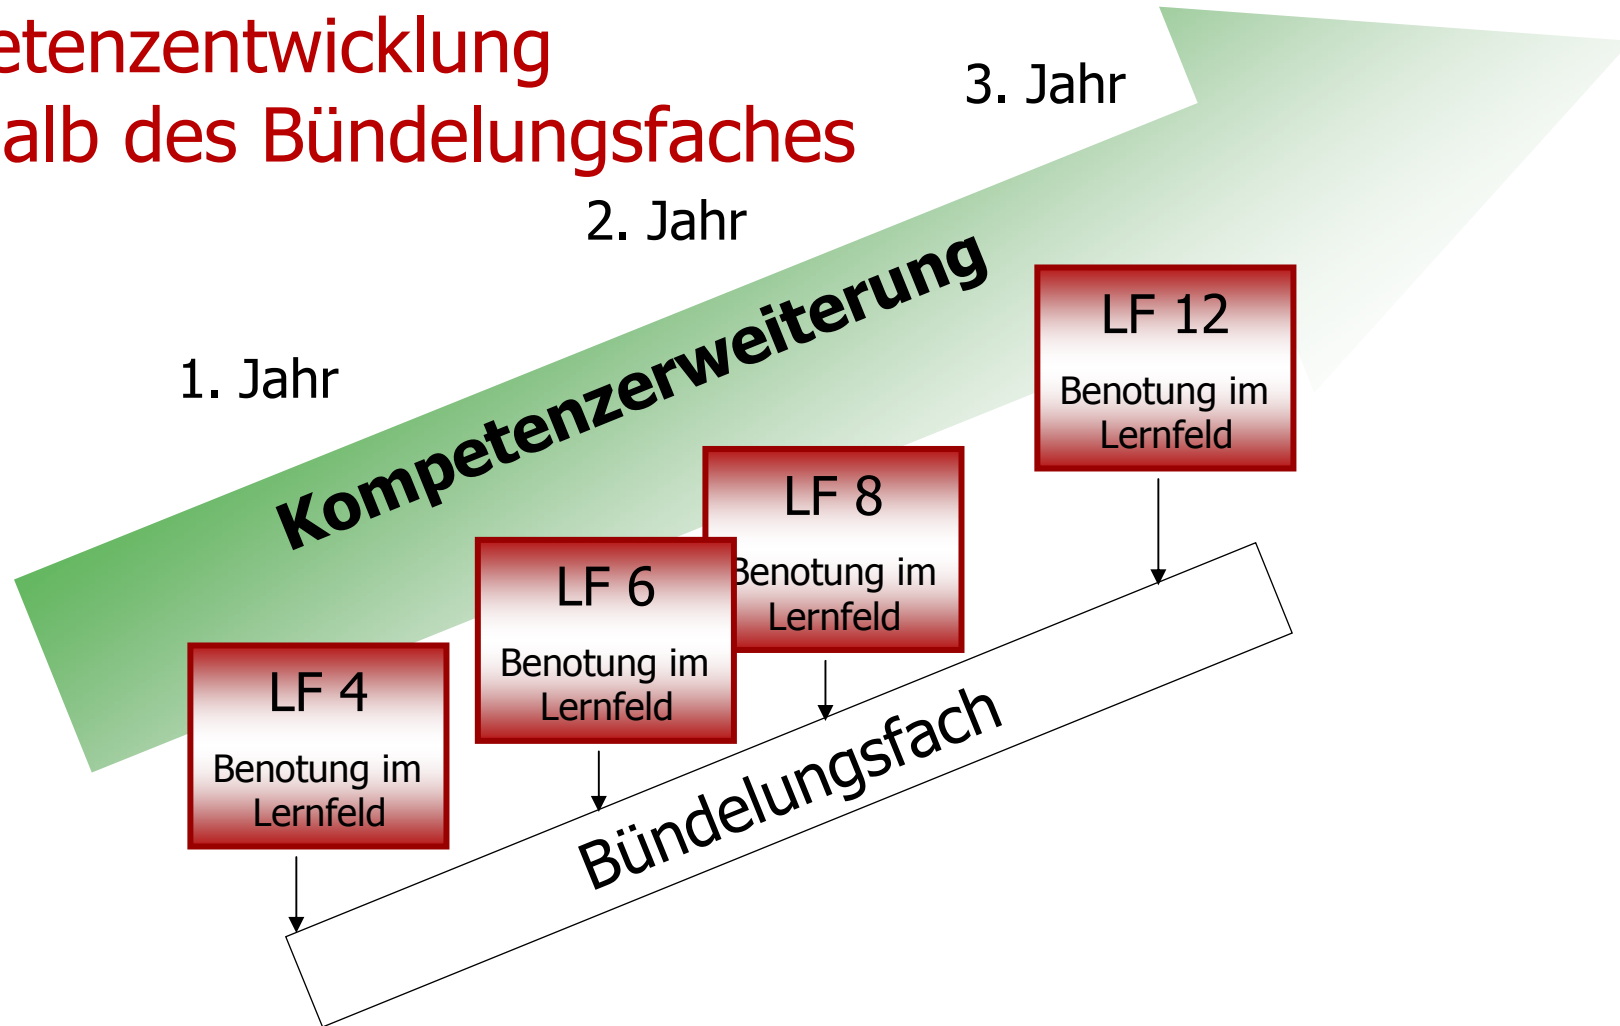 etenzentwicklung
alb des Bündelungsfaches
3. Jahr
2. Jahr
1. Jahr
Kompetenzerweiterung
LF 12
Benotung im
Lernfeld
LF 8
Benotung im
Lernfeld
LF 6
Benotung im
Lernfeld
LF 4
Benotung im
Lernfeld
Bündelungsfach